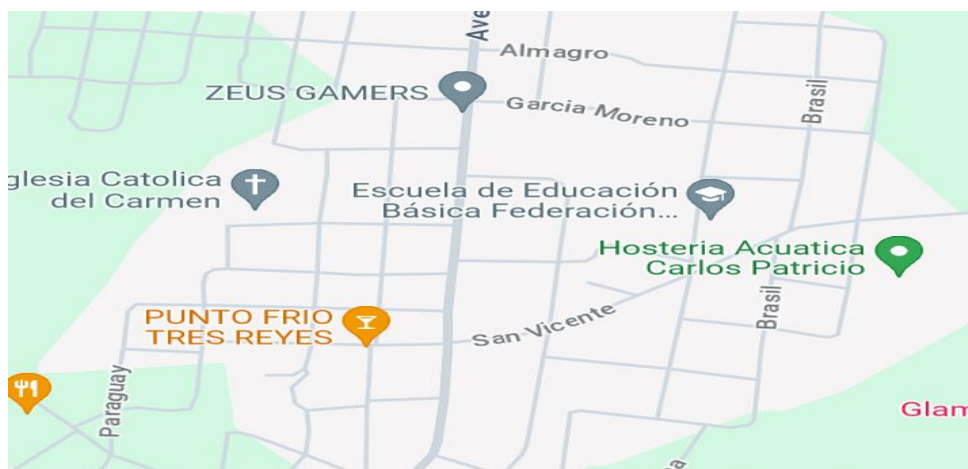 Ave
Almagro
ZEUS GAMERS
Garcia Moreno
Brasil
glesia Catolica
del Carmen
Escuela de Educación
Básica Federación...
Hosteria Acuatica
Carlos Patricio
PUNTO FRIO
TRES REYES
San Vicente
Brasil
Paraguay
Glam